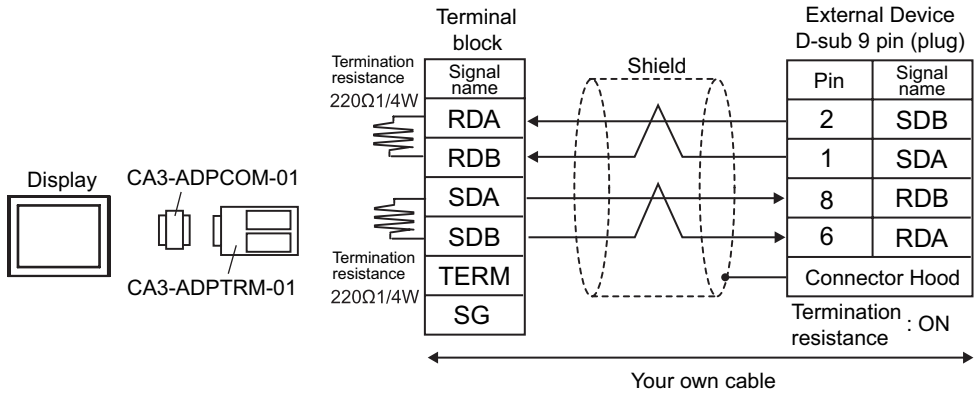 Display
CA3-ADPCOM-01
CA3-ADPTRM-01
Terminal
block
Termination
resistance
220Ω1/4W
Signal
name
RDA
RDB
SDA
SDB
TERM
SG
Termination
resistance
220Ω1/4W
Shield
External Device
D-sub 9 pin (plug)
Pin Signal
name
2 SDB
1 SDA
8 RDB
6 RDA
Connector Hood
Termination
resistance : ON
Your own cable